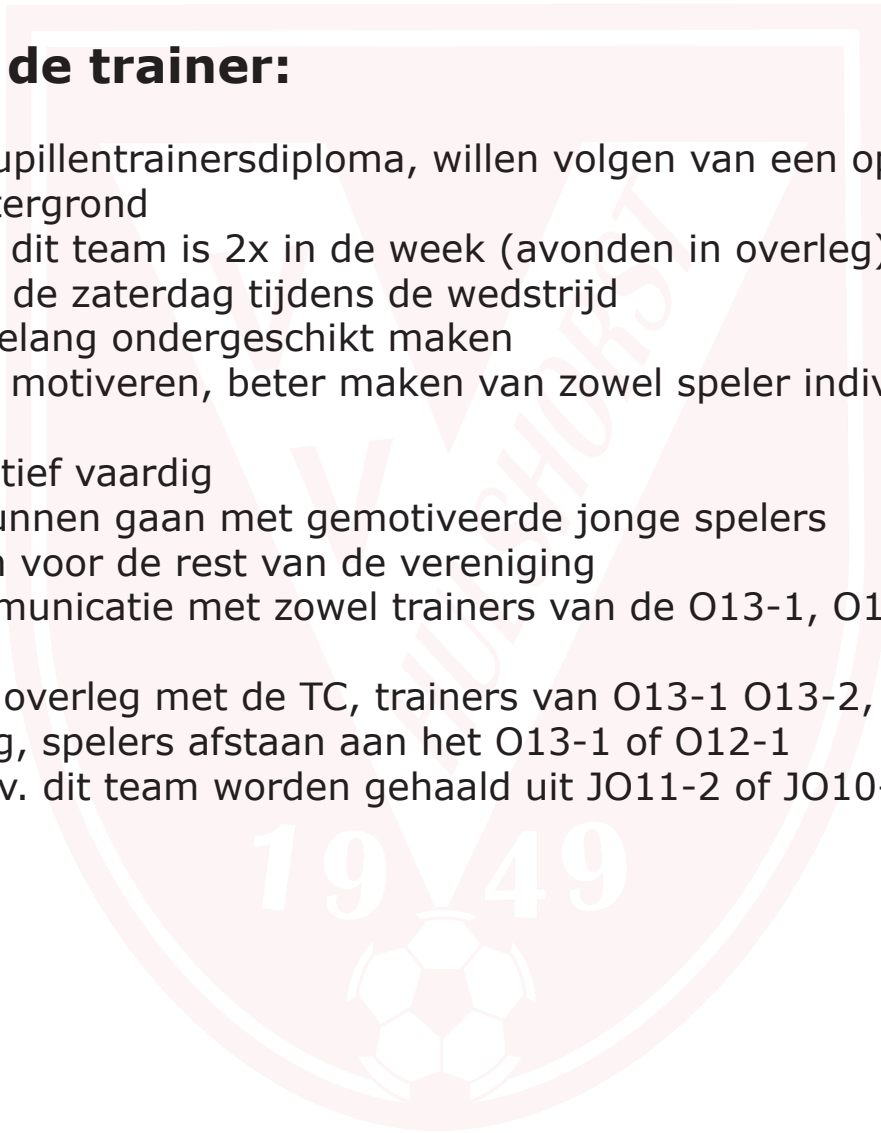 de trainer:
upillentrainersdiploma, willen volgen van een op
tergrond
dit team is 2x in de week (avonden in overleg)
de zaterdag tijdens de wedstrijd
elang ondergeschikt maken
motiveren, beter maken van zowel speler indiv
tief vaardig
unnen gaan met gemotiveerde jonge spelers
n voor de rest van de vereniging
municatie met zowel trainers van de O13-1, O1
overleg met de TC, trainers van O13-1 O13-2,
g, spelers afstaan aan het O13-1 of O12-1
v. dit team worden gehaald uit JO11-2 of JO10-
V V
HULSHORST
1949